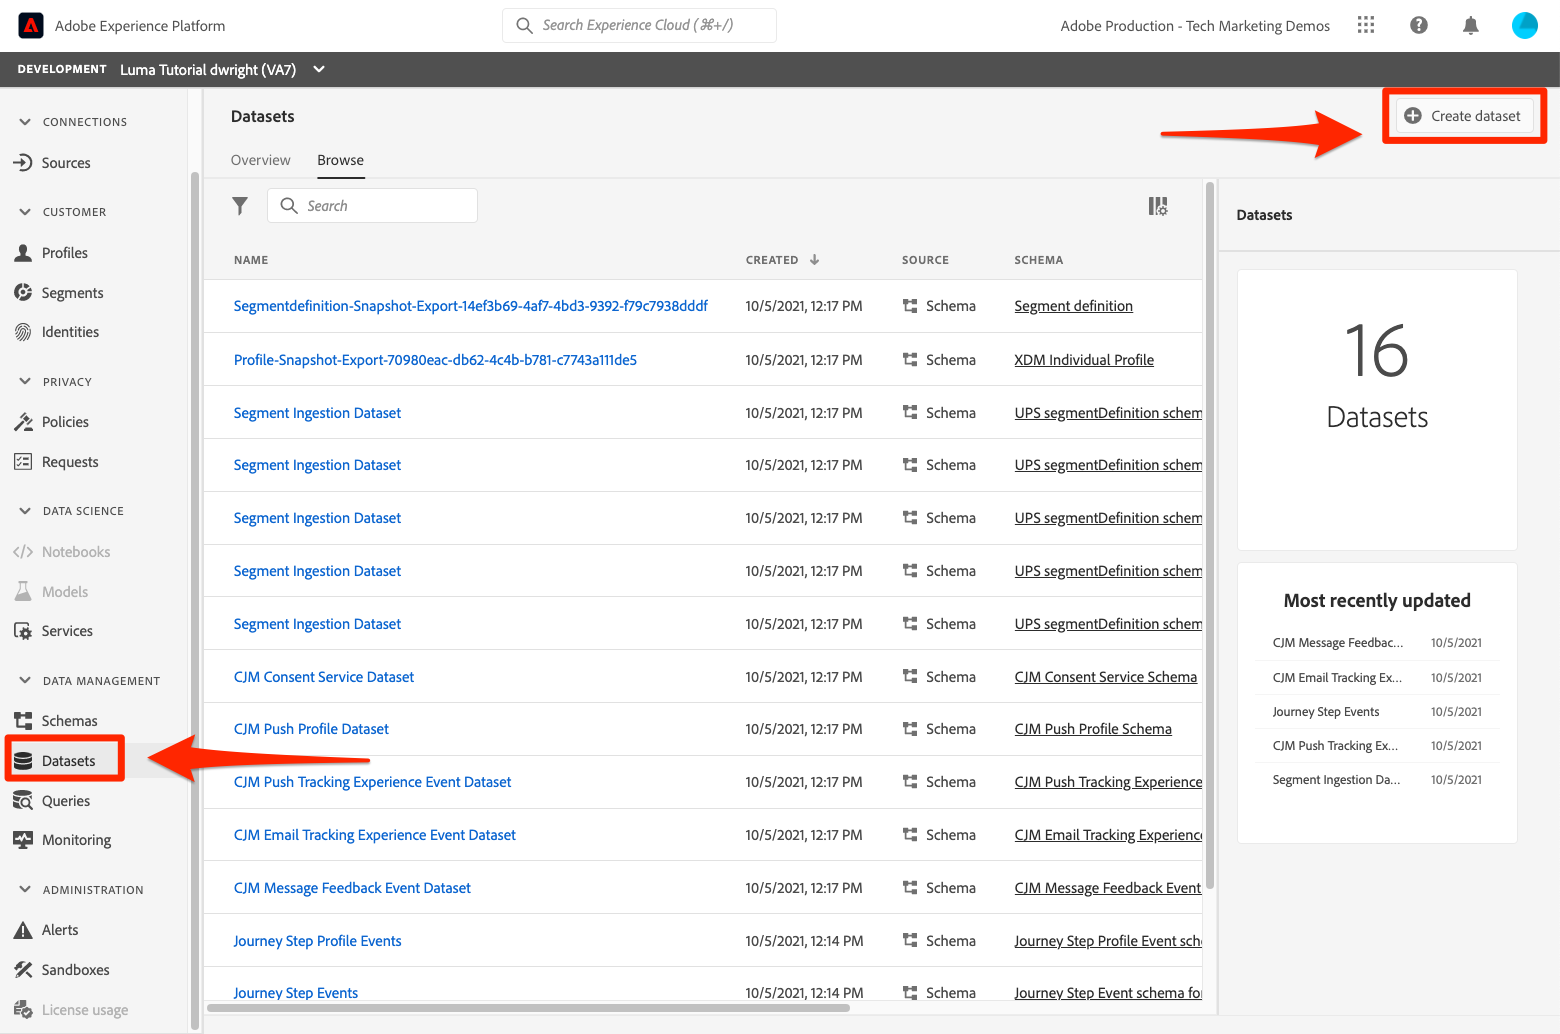 Adobe Experience Platform
Search Experience Cloud (⌘+/)
Adobe Production - Tech Marketing Demos
DEVELOPMENT Luma Tutorial dwright (VA7)
CONNECTIONS
Sources
CUSTOMER
Profiles
Segments
Identities
PRIVACY
Policies
Requests
DATA SCIENCE
Notebooks
Models
Services
DATA MANAGEMENT
Schemas
Datasets
Queries
Monitoring
ADMINISTRATION
Alerts
Sandboxes
License usage
Datasets
Create dataset
Overview Browse
Search
NAME CREATED SOURCE SCHEMA
Segmentdefinition-Snapshot-Export-14ef3b69-4af7-4bd3-9392-f79c7938dddf 10/5/2021, 12:17 PM Schema Segment definition
Profile-Snapshot-Export-70980eac-db62-4c4b-b781-c7743a111de5 10/5/2021, 12:17 PM Schema XDM Individual Profile
Segment Ingestion Dataset 10/5/2021, 12:17 PM Schema UPS segmentDefinition schem
Segment Ingestion Dataset 10/5/2021, 12:17 PM Schema UPS segmentDefinition schem
Segment Ingestion Dataset 10/5/2021, 12:17 PM Schema UPS segmentDefinition schem
Segment Ingestion Dataset 10/5/2021, 12:17 PM Schema UPS segmentDefinition schem
Segment Ingestion Dataset 10/5/2021, 12:17 PM Schema UPS segmentDefinition schem
CJM Consent Service Dataset 10/5/2021, 12:17 PM Schema CJM Consent Service Schema
CJM Push Profile Dataset 10/5/2021, 12:17 PM Schema CJM Push Profile Schema
CJM Push Tracking Experience Event Dataset 10/5/2021, 12:17 PM Schema CJM Push Tracking Experience
CJM Email Tracking Experience Event Dataset 10/5/2021, 12:17 PM Schema CJM Email Tracking Experienc
CJM Message Feedback Event Dataset 10/5/2021, 12:17 PM Schema CJM Message Feedback Event
Journey Step Profile Events 10/5/2021, 12:14 PM Schema Journey Step Profile Event sch
Journey Step Events 10/5/2021, 12:14 PM Schema Journey Step Event schema fo
Datasets
16
Datasets
Most recently updated
CJM Message Feedbac... 10/5/2021
CJM Email Tracking Ex... 10/5/2021
Journey Step Events 10/5/2021
CJM Push Tracking Ex... 10/5/2021
Segment Ingestion Da... 10/5/2021